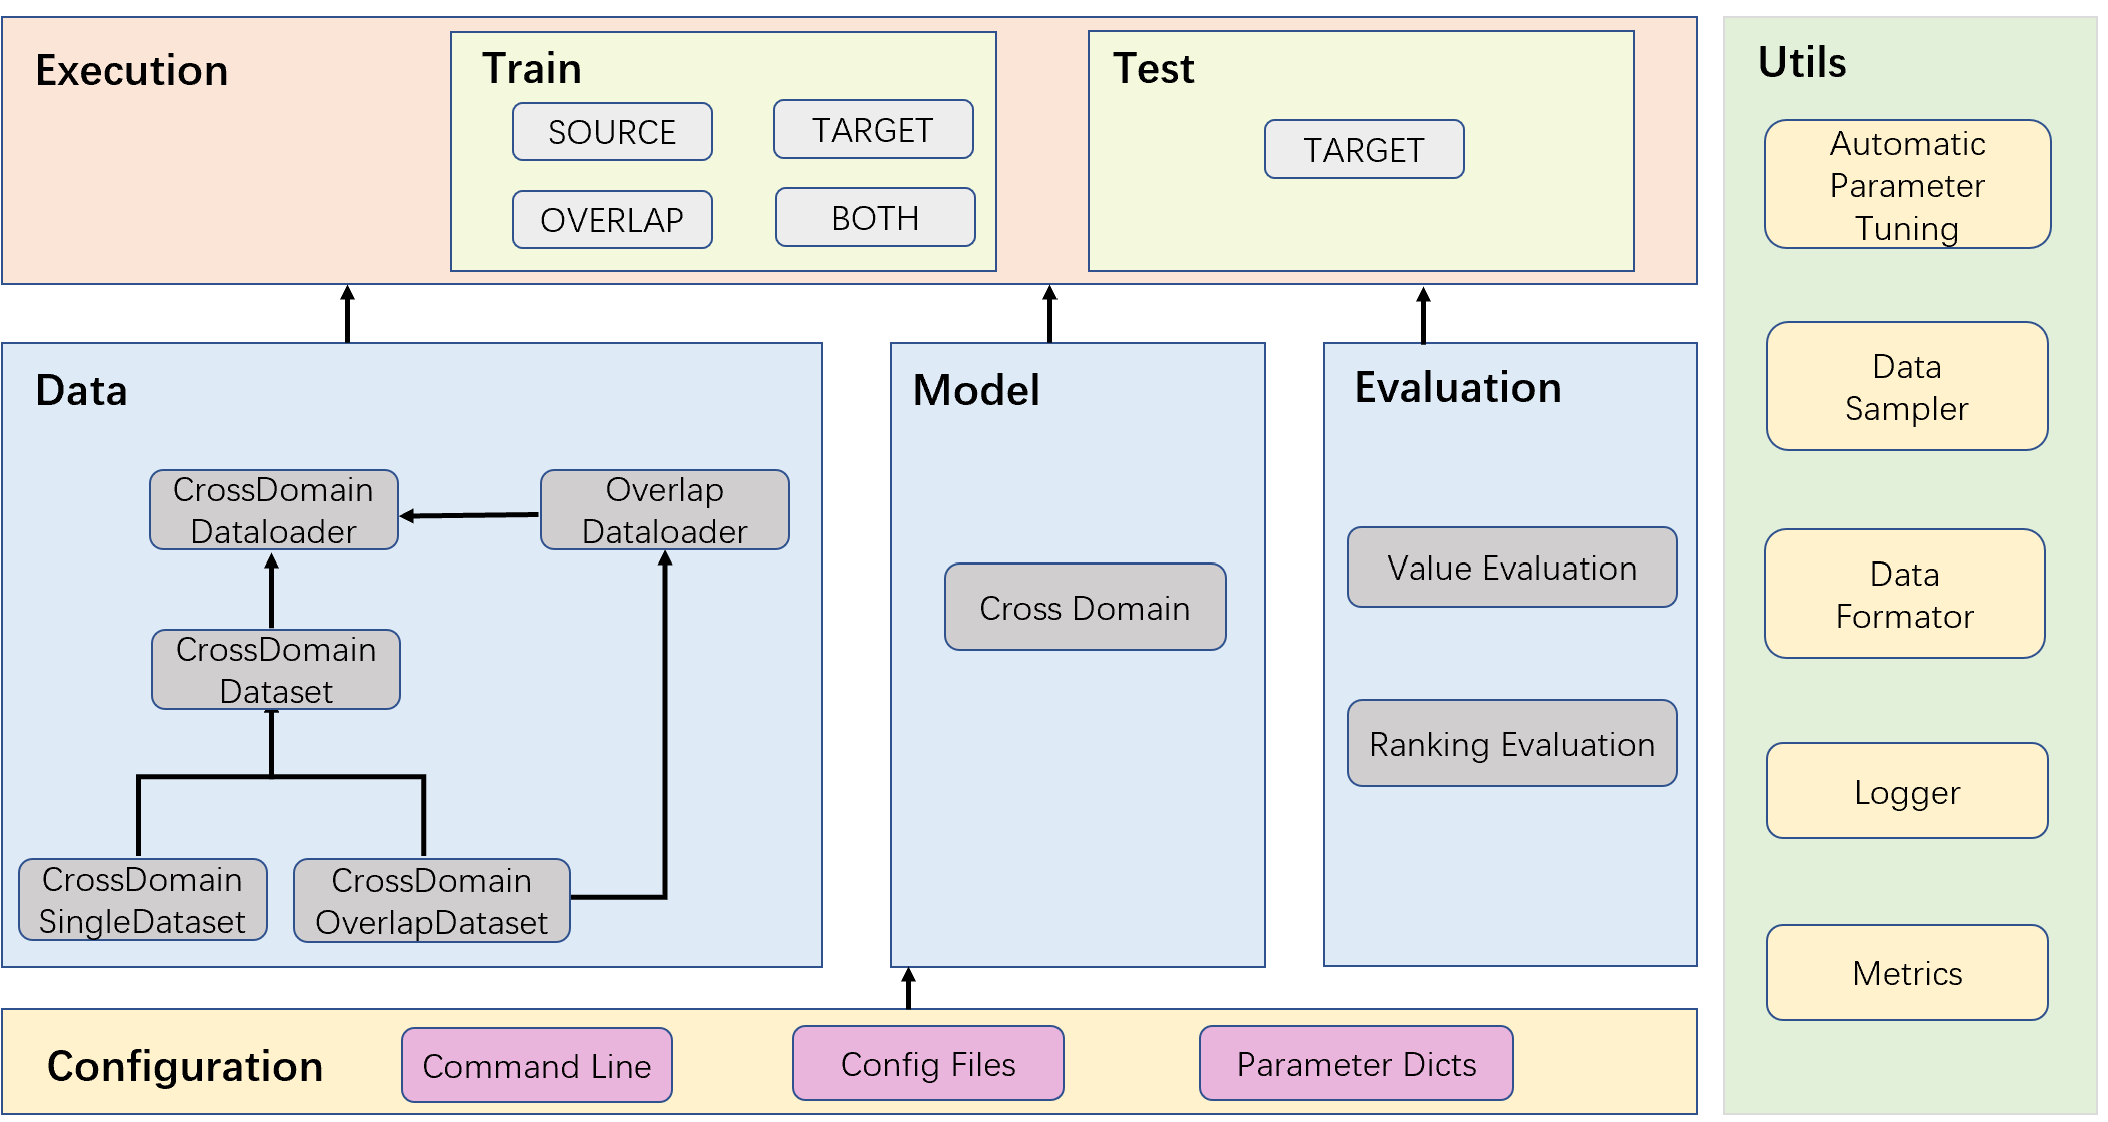 Execution
Train
SOURCE
TARGET
OVERLAP
BOTH
Test
TARGET
Data
CrossDomain
Dataloader
Overlap
Dataloader
CrossDomain
Dataset
CrossDomain
SingleDataset
CrossDomain
OverlapDataset
Model
Cross Domain
Evaluation
Value Evaluation
Ranking Evaluation
Configuration
Command Line
Config Files
Parameter Dicts
Utils
Automatic
Parameter
Tuning
Data
Sampler
Data
Formator
Logger
Metrics